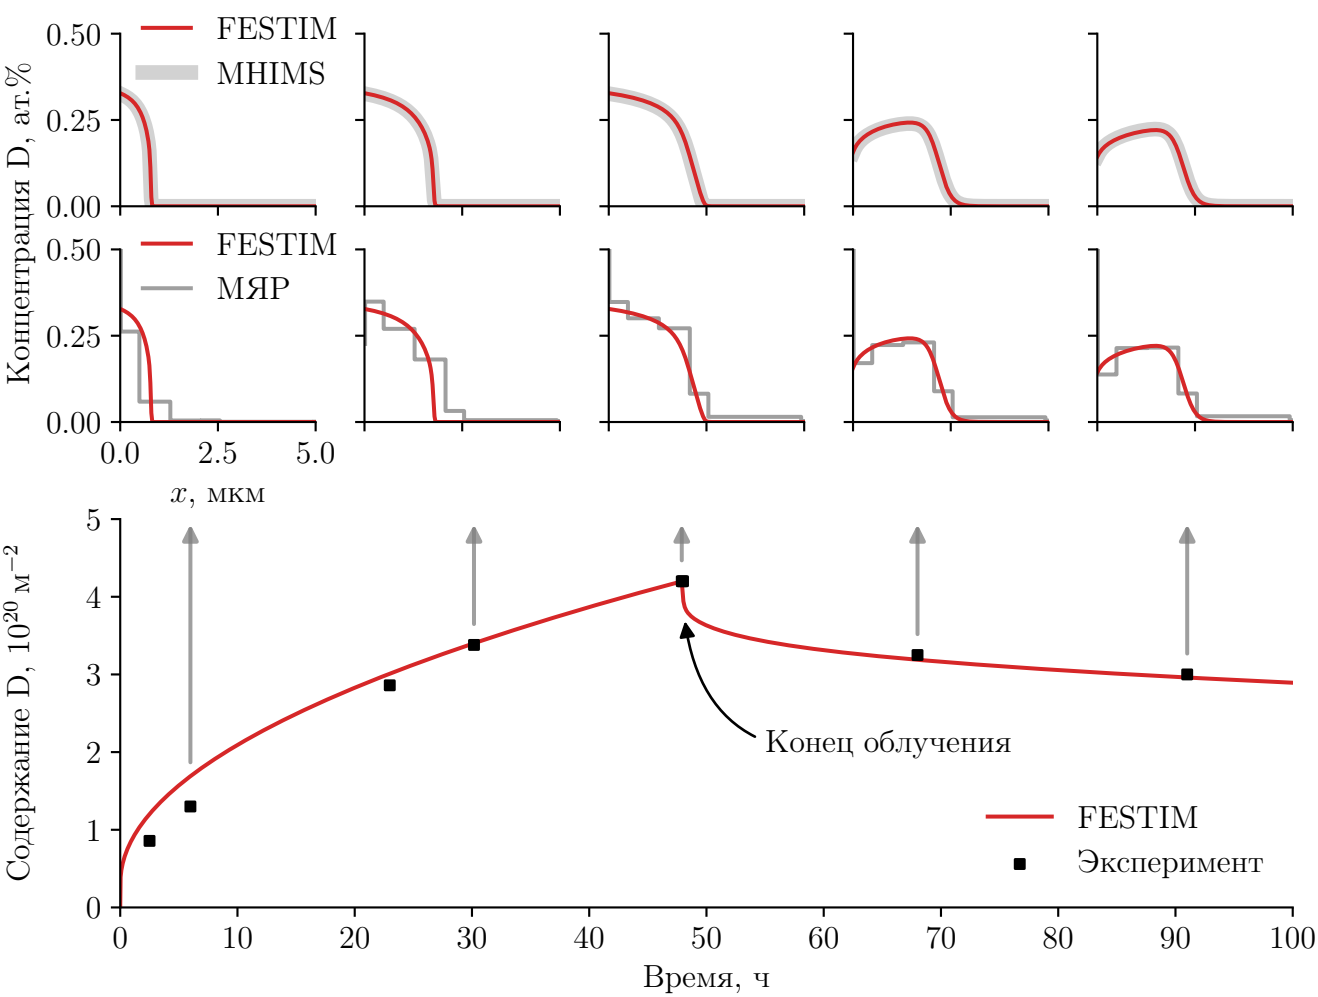 FESTIM
MHIMS
0.50
0.25
0.00
Концентрация D, ат.%
FESTIM
МЯР
0.50
0.25
0.00
0.0 2.5 5.0
x, мкм
5
4
3
2
1
0
Содержание D, 10²⁰ м⁻²
Конец облучения
FESTIM
Эксперимент
0 10 20 30 40 50 60 70 80 90 100
Время, ч